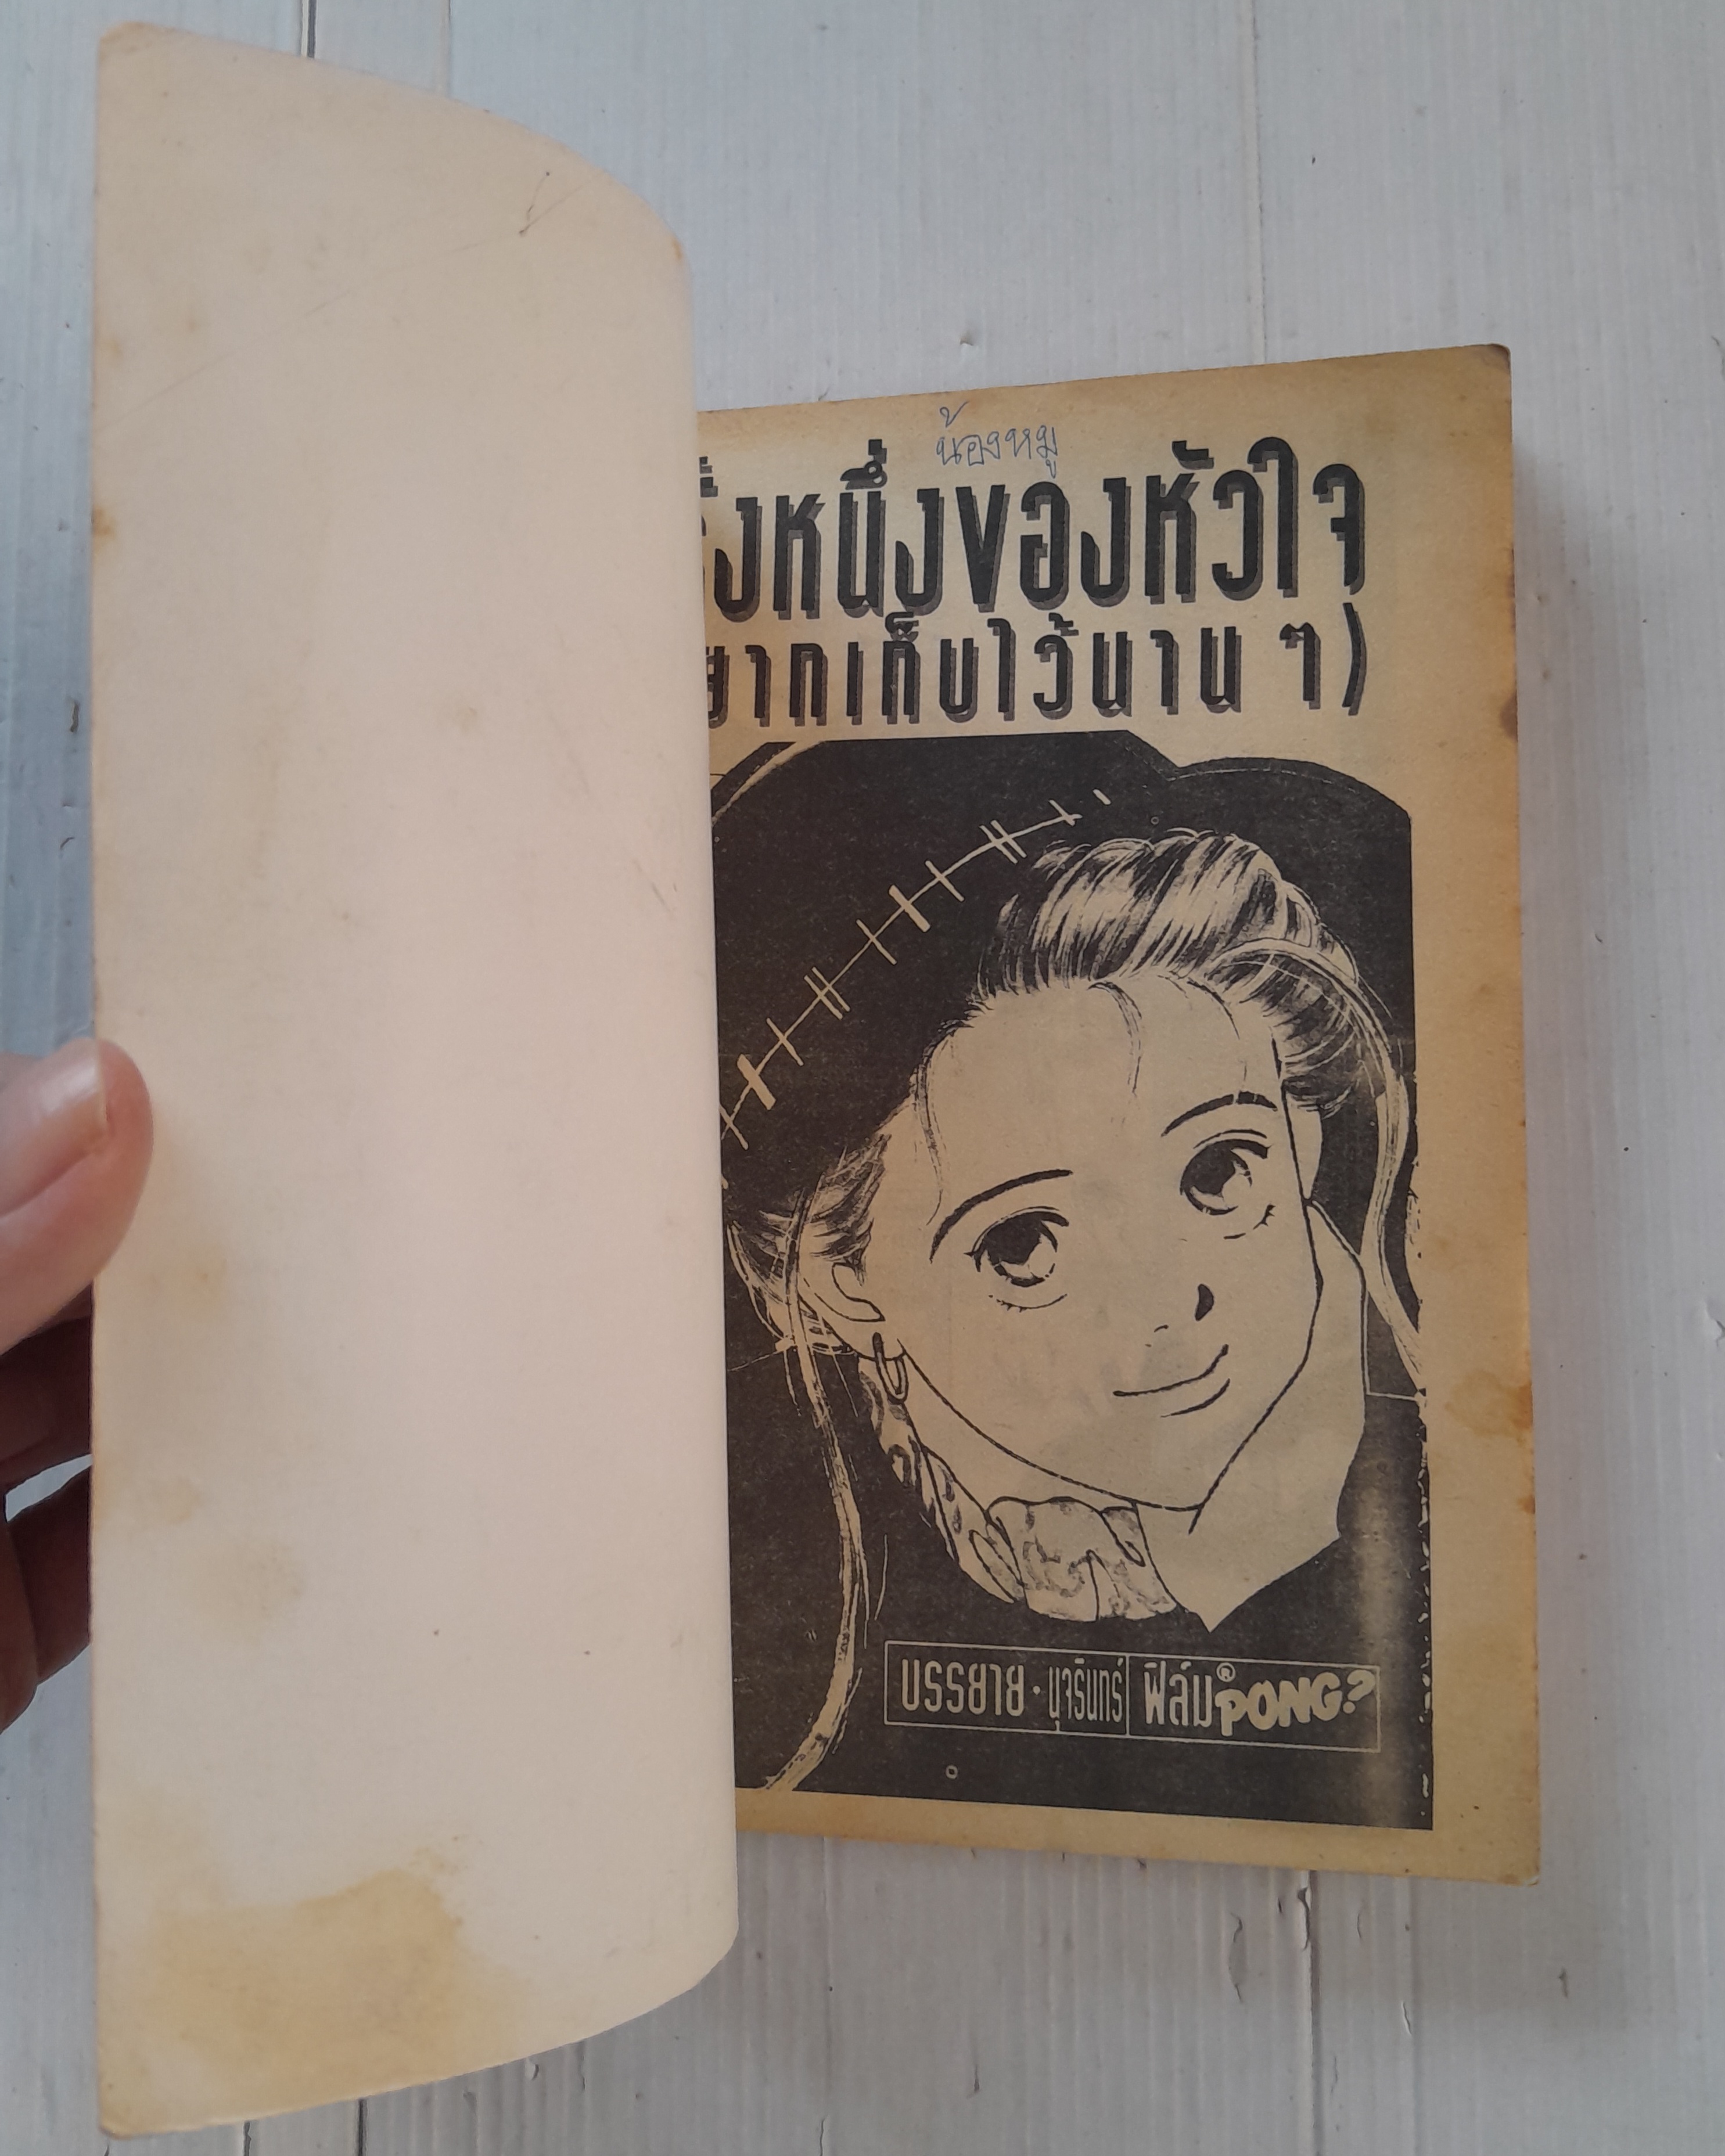 น้องหมู
รั้งหนึ่งของหัวใจ
ยากเก็บไว้นาน ๆ)
บรรยาย · นุจรินทร์ ฟิล์ม ® PONG?